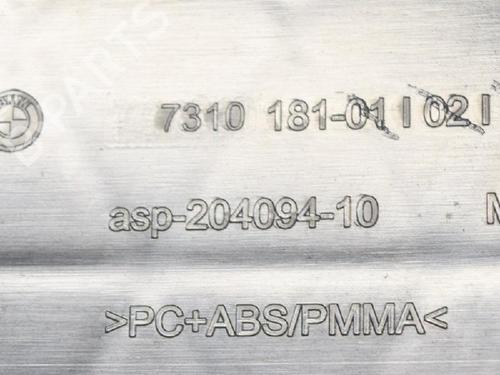 7310 181-01 | 02 |
asp-204094-10 M
>PC+ABS/PMMA<